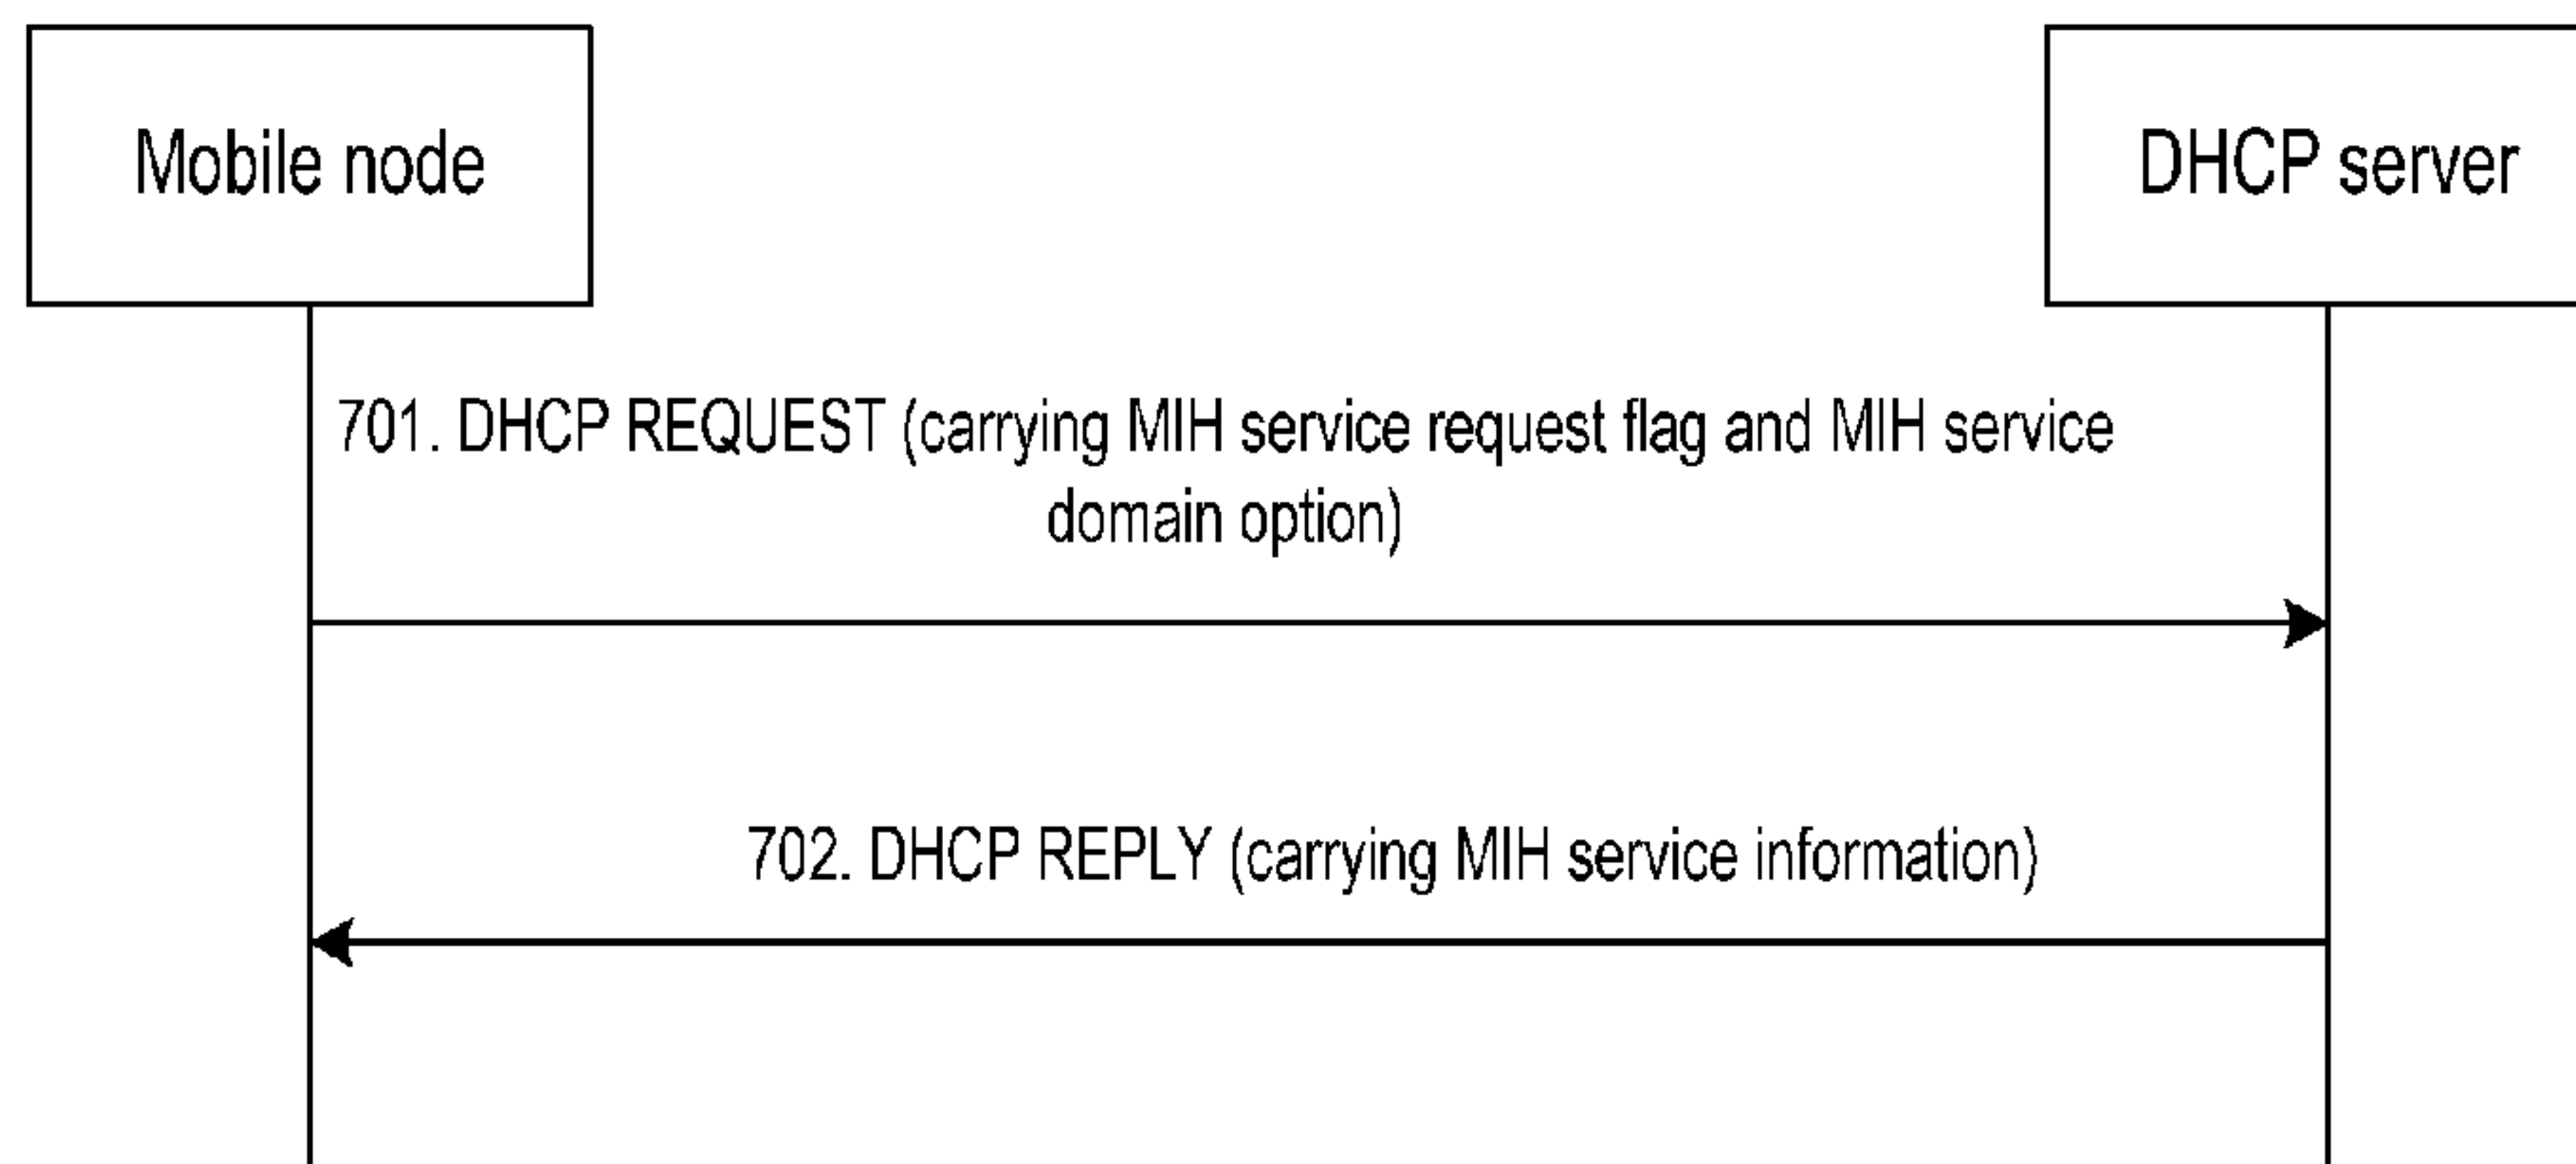 Mobile node
DHCP server
701. DHCP REQUEST (carrying MIH service request flag and MIH service
domain option)
702. DHCP REPLY (carrying MIH service information)